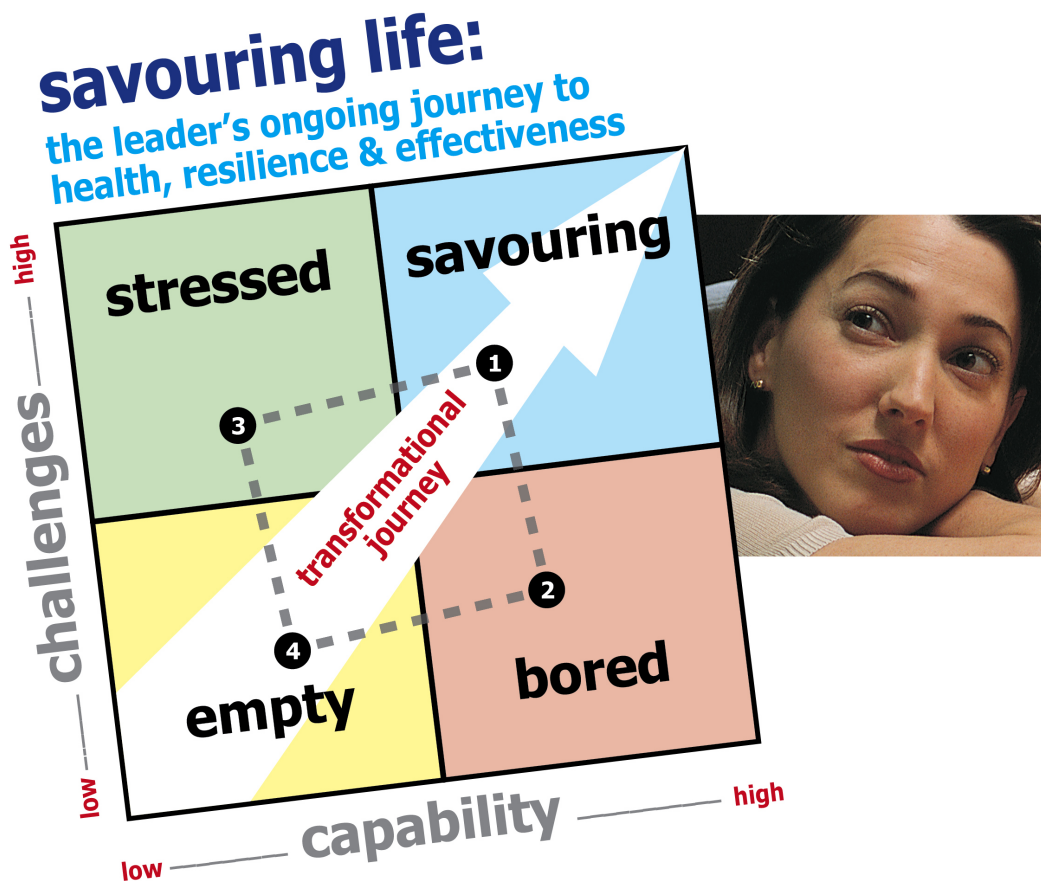 savouring life:
the leader's ongoing journey to
health, resilience & effectiveness
high
stressed
savouring
1
3
transformational
journey
challenges
2
4
empty
bored
low
capability
high
low